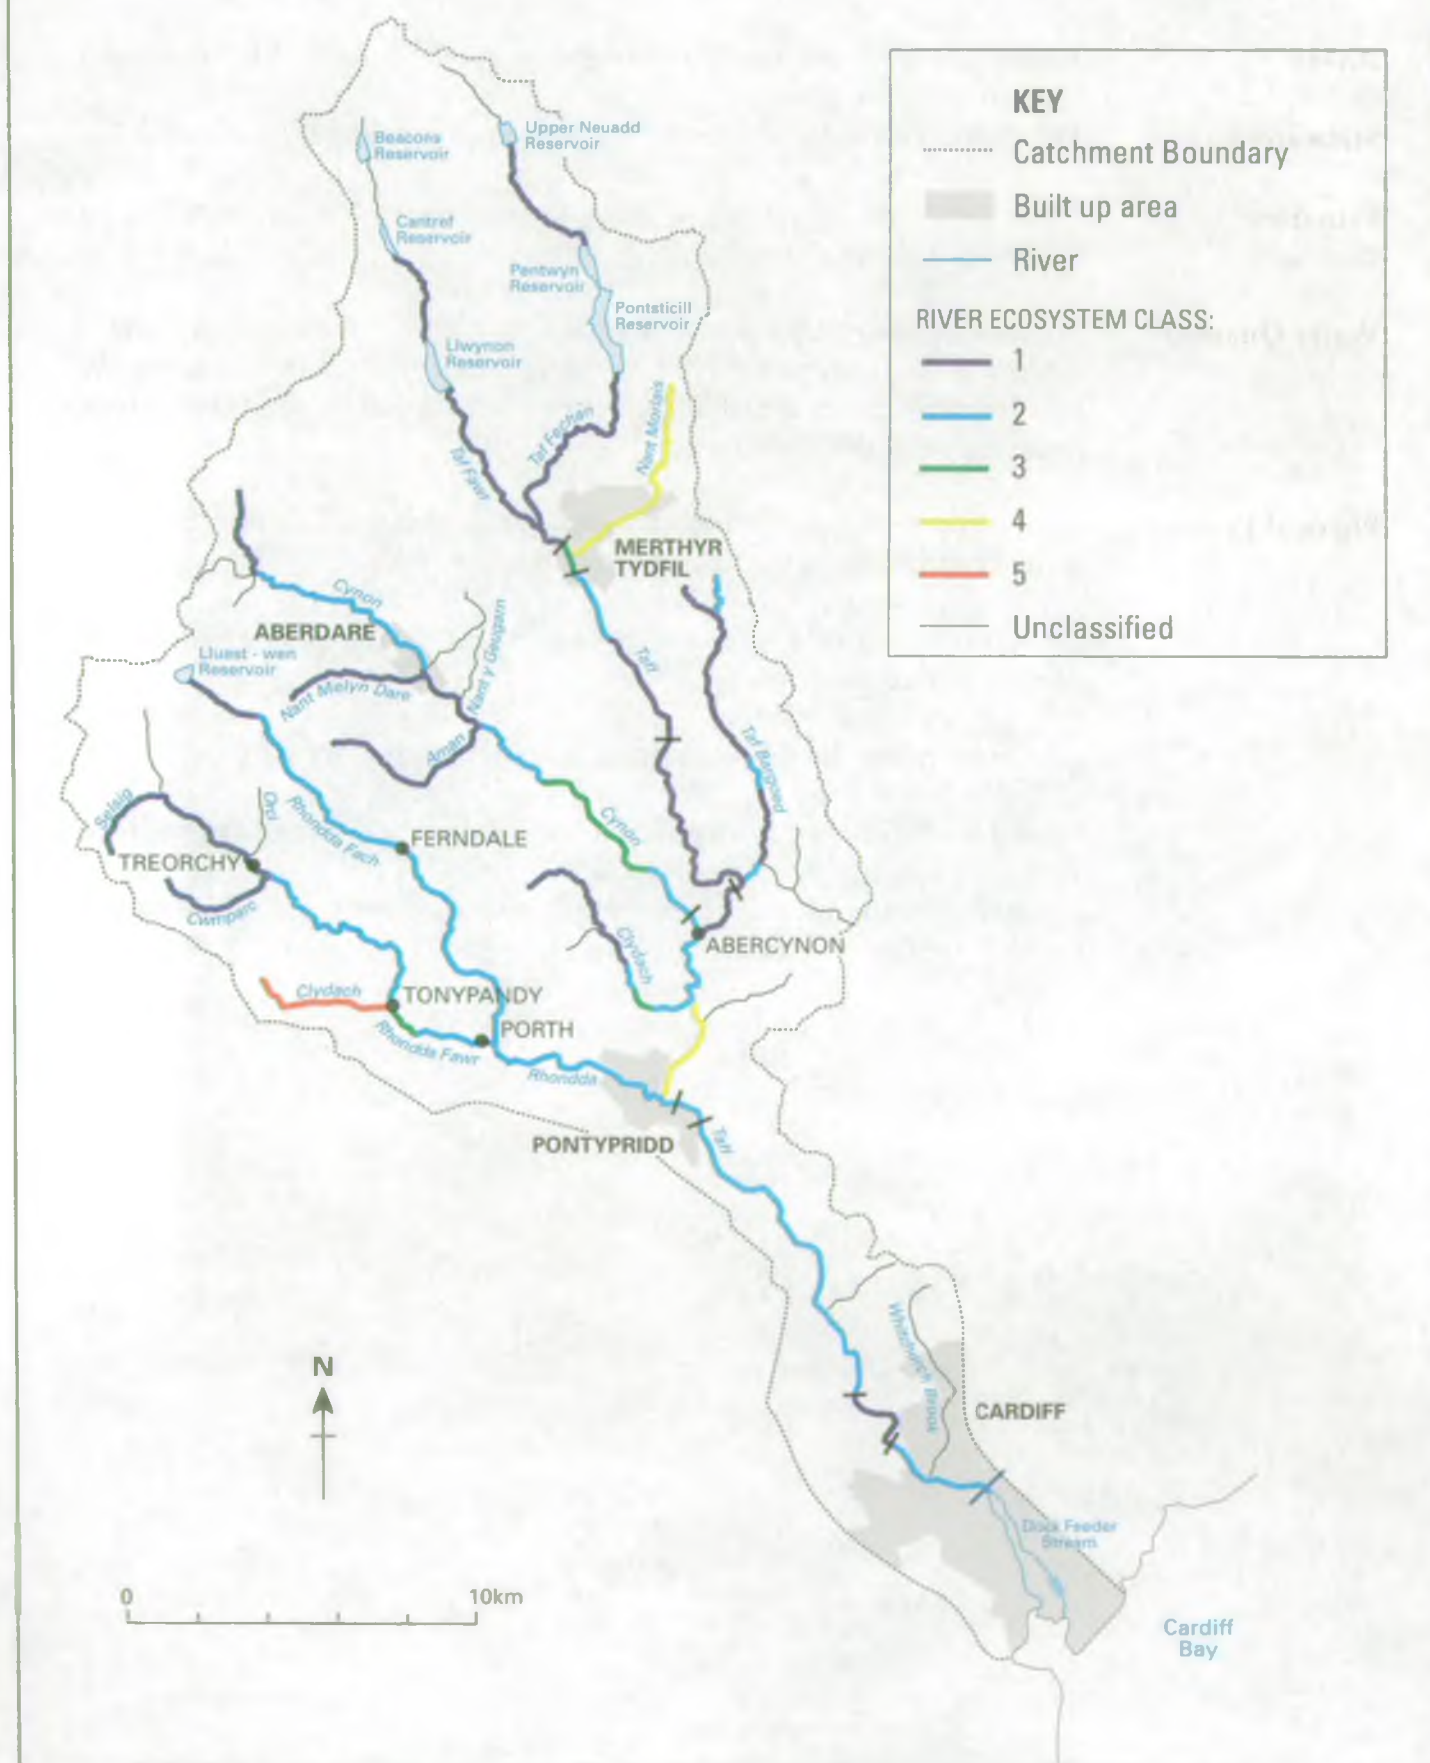 KEY
Catchment Boundary
Built up area
River
RIVER ECOSYSTEM CLASS:
1
2
3
4
5
Unclassified
Beacons
Reservoir
Upper Neuadd
Reservoir
Cantref
Reservoir
Pentwyn
Reservoir
Pontsticill
Reservoir
Llwynon
Reservoir
Taf Fechan
Nant Morlais
Taf Fawr
MERTHYR
TYDFIL
Cynon
ABERDARE
Nant y Geugarn
Lluest - wen
Reservoir
Nant Melyn Dare
Taff
Aman
Taf Bargoed
Selsig
Orci
Rhondda Fach
Cynon
FERNDALE
TREORCHY
Cwmparc
Clydach
ABERCYNON
Clydach
TONYPANDY
PORTH
Rhondda Fawr
Rhondda
PONTYPRIDD
Taff
Whitchurch Brook
N
CARDIFF
Dock Feeder
Stream
0
10km
Cardiff
Bay